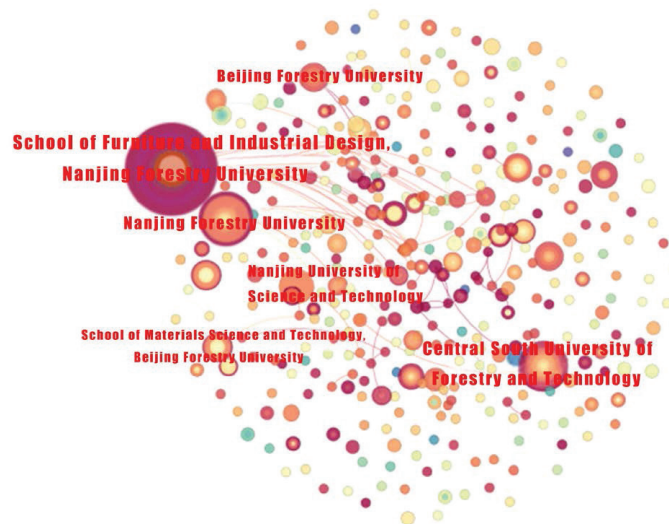 Beijing Forestry University
School of Furniture and Industrial Design,
Nanjing Forestry University
Nanjing Forestry University
Nanjing University of
Science and Technology
School of Materials Science and Technology,
Beijing Forestry University
Central South University of
Forestry and Technology